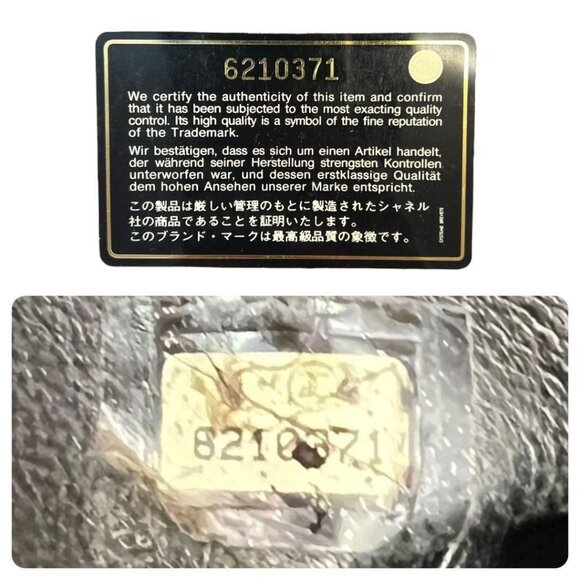 6210371
We certify the authenticity of this item and confirm
that it has been subjected to the most exacting quality
control. Its high quality is a symbol of the fine reputation
of the Trademark.
Wir bestätigen, dass es sich um einen Artikel handelt,
der während seiner Herstellung strengsten Kontrollen
unterworfen war, und dessen erstklassige Qualität
dem hohen Ansehen unserer Marke entspricht.
この製品は厳しい管理のもとに製造されたシャネル
社の商品であることを証明いたします。
このブランド・マークは最高級品質の象徴です。
6210371